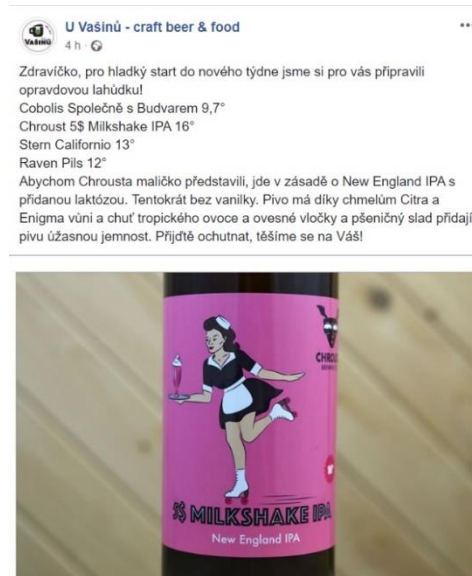 U Vašinů - craft beer & food
VAŠINŮ
4 h ·
Zdravíčko, pro hladký start do nového týdne jsme si pro vás připravili
opravdovou lahůdku!
Cobolis Společně s Budvarem 9,7°
Chroust 5$ Milkshake IPA 16°
Stern Californio 13°
Raven Pils 12°
Abychom Chrousta maličko představili, jde v zásadě o New England IPA s
přidanou laktózou. Tentokrát bez vanilky. Pivo má díky chmelům Citra a
Enigma vůni a chuť tropického ovoce a ovesné vločky a pšeničný slad přidají
pivu úžasnou jemnost. Přijďtě ochutnat, těšíme se na Váš!
CHROUST
5$ MILKSHAKE IPA
New England IPA